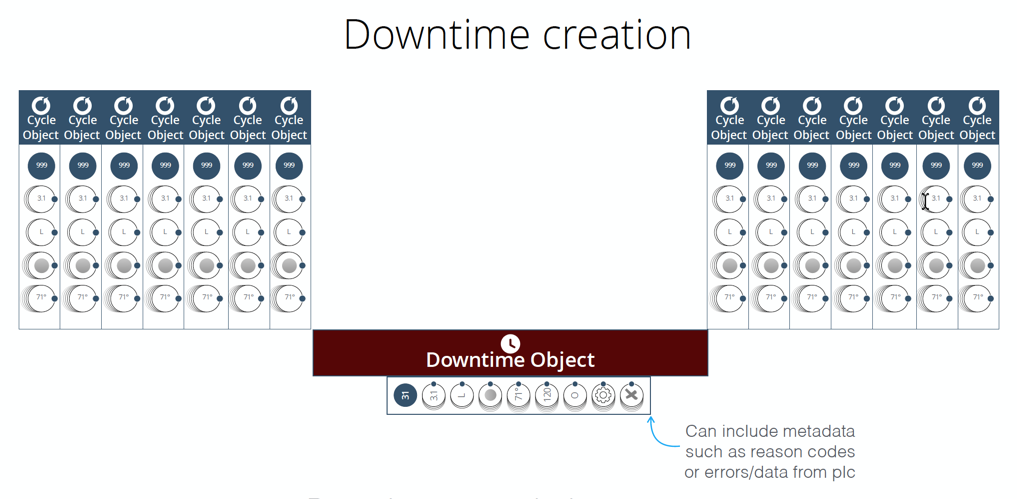 Downtime creation
Cycle Cycle Cycle Cycle Cycle Cycle Cycle
Object Object Object Object Object Object Object
999 999 999 999 999 999 999
3.1 3.1 3.1 3.1 3.1 3.1 3.1
L L L L L L L
71° 71° 71° 71° 71° 71° 71°
Cycle Cycle Cycle Cycle Cycle Cycle Cycle
Object Object Object Object Object Object Object
999 999 999 999 999 999 999
3.1 3.1 3.1 3.1 3.1 3.1 3.1
L L L L L L L
71° 71° 71° 71° 71° 71° 71°
Downtime Object
31 3.1 L 71° 120 O
Can include metadata
such as reason codes
or errors/data from plc